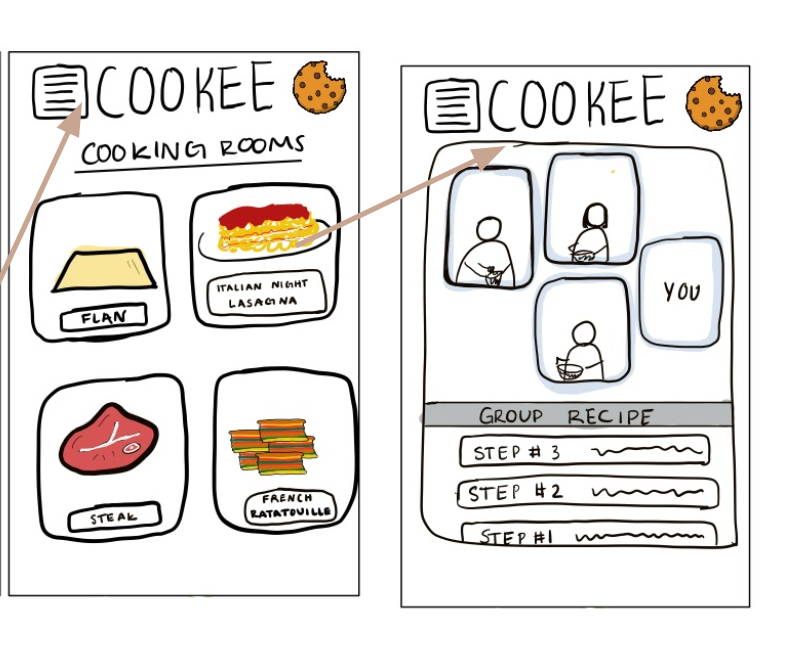 COOKEE
COOKING ROOMS
FLAN
ITALIAN NIGHT
LASAGNA
STEAK
FRENCH
RATATOUILLE
COOKEE
YOU
GROUP RECIPE
STEP # 3
STEP # 2
STEP #1